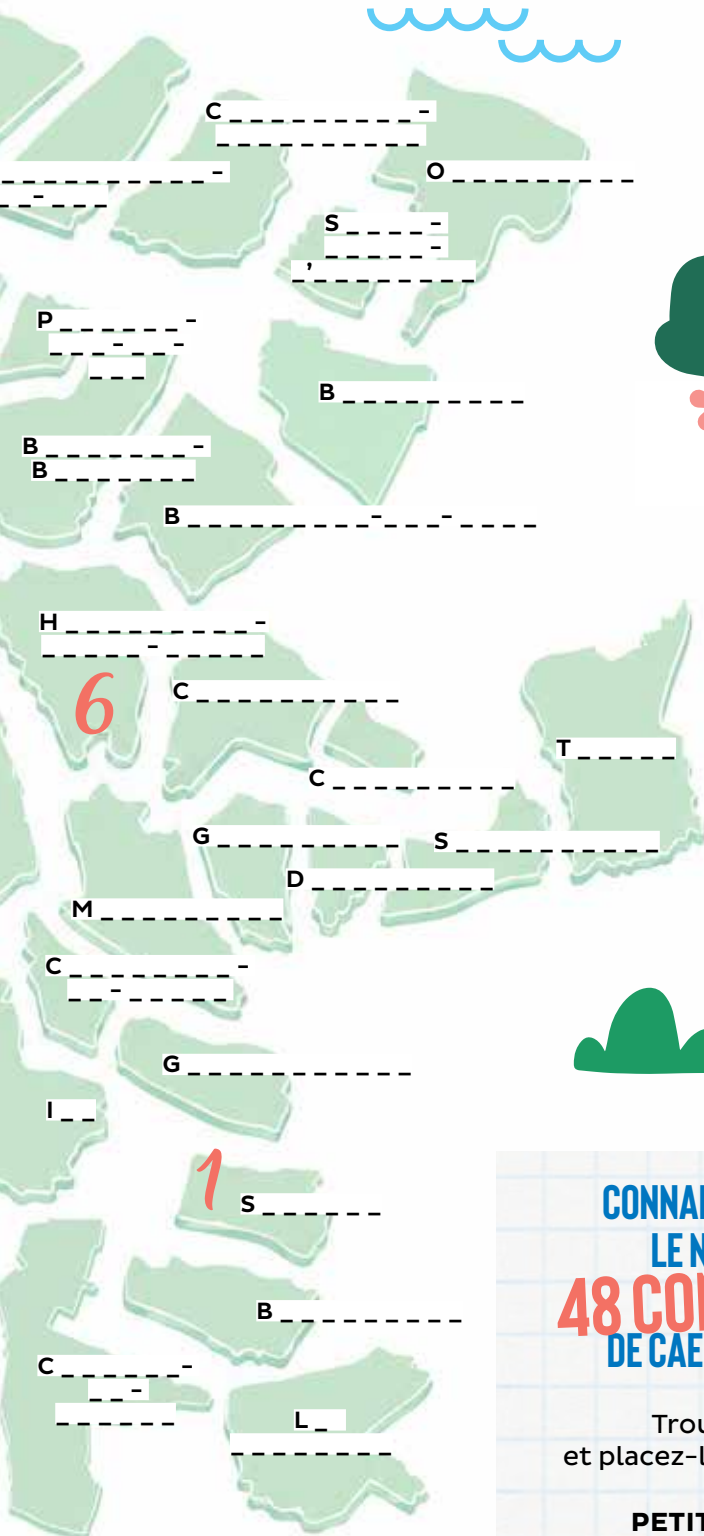 C _ _ _ _ _ _ _ _ _ -
_ _ _ _ _ _ _ _ _ _
_ _ _ _ _ _ _ _ _ _ _ -
_ _ - _ _ _
O _ _ _ _ _ _ _ _ _
S _ _ _ _ -
_ _ _ _ _ -
_ ' _ _ _ _ _ _ _ _
P _ _ _ _ _ _ -
_ _ _ - _ _ -
_ _ _
B _ _ _ _ _ _ _ _ _
B _ _ _ _ _ _ _ -
B _ _ _ _ _ _ _
B _ _ _ _ _ _ _ _ _ - _ _ _ - _ _ _ _
H _ _ _ _ _ _ _ _ _ -
_ _ _ _ _ - _ _ _ _ _
6
C _ _ _ _ _ _ _ _ _ _
T _ _ _ _ _
C _ _ _ _ _ _ _ _ _
G _ _ _ _ _ _ _ _ _
S _ _ _ _ _ _ _ _ _ _
D _ _ _ _ _ _ _ _ _
M _ _ _ _ _ _ _ _ _
C _ _ _ _ _ _ _ _ -
_ _ - _ _ _ _ _
G _ _ _ _ _ _ _ _ _ _ _
I _ _
1
S _ _ _ _ _ _
B _ _ _ _ _ _ _ _ _
C _ _ _ _ _ _ -
_ _ -
_ _ _ _ _ _
L _
_ _ _ _ _ _ _ _
CONNAI
LE N
48 CO
DE CAE
Trou
et placez-l
PETIT